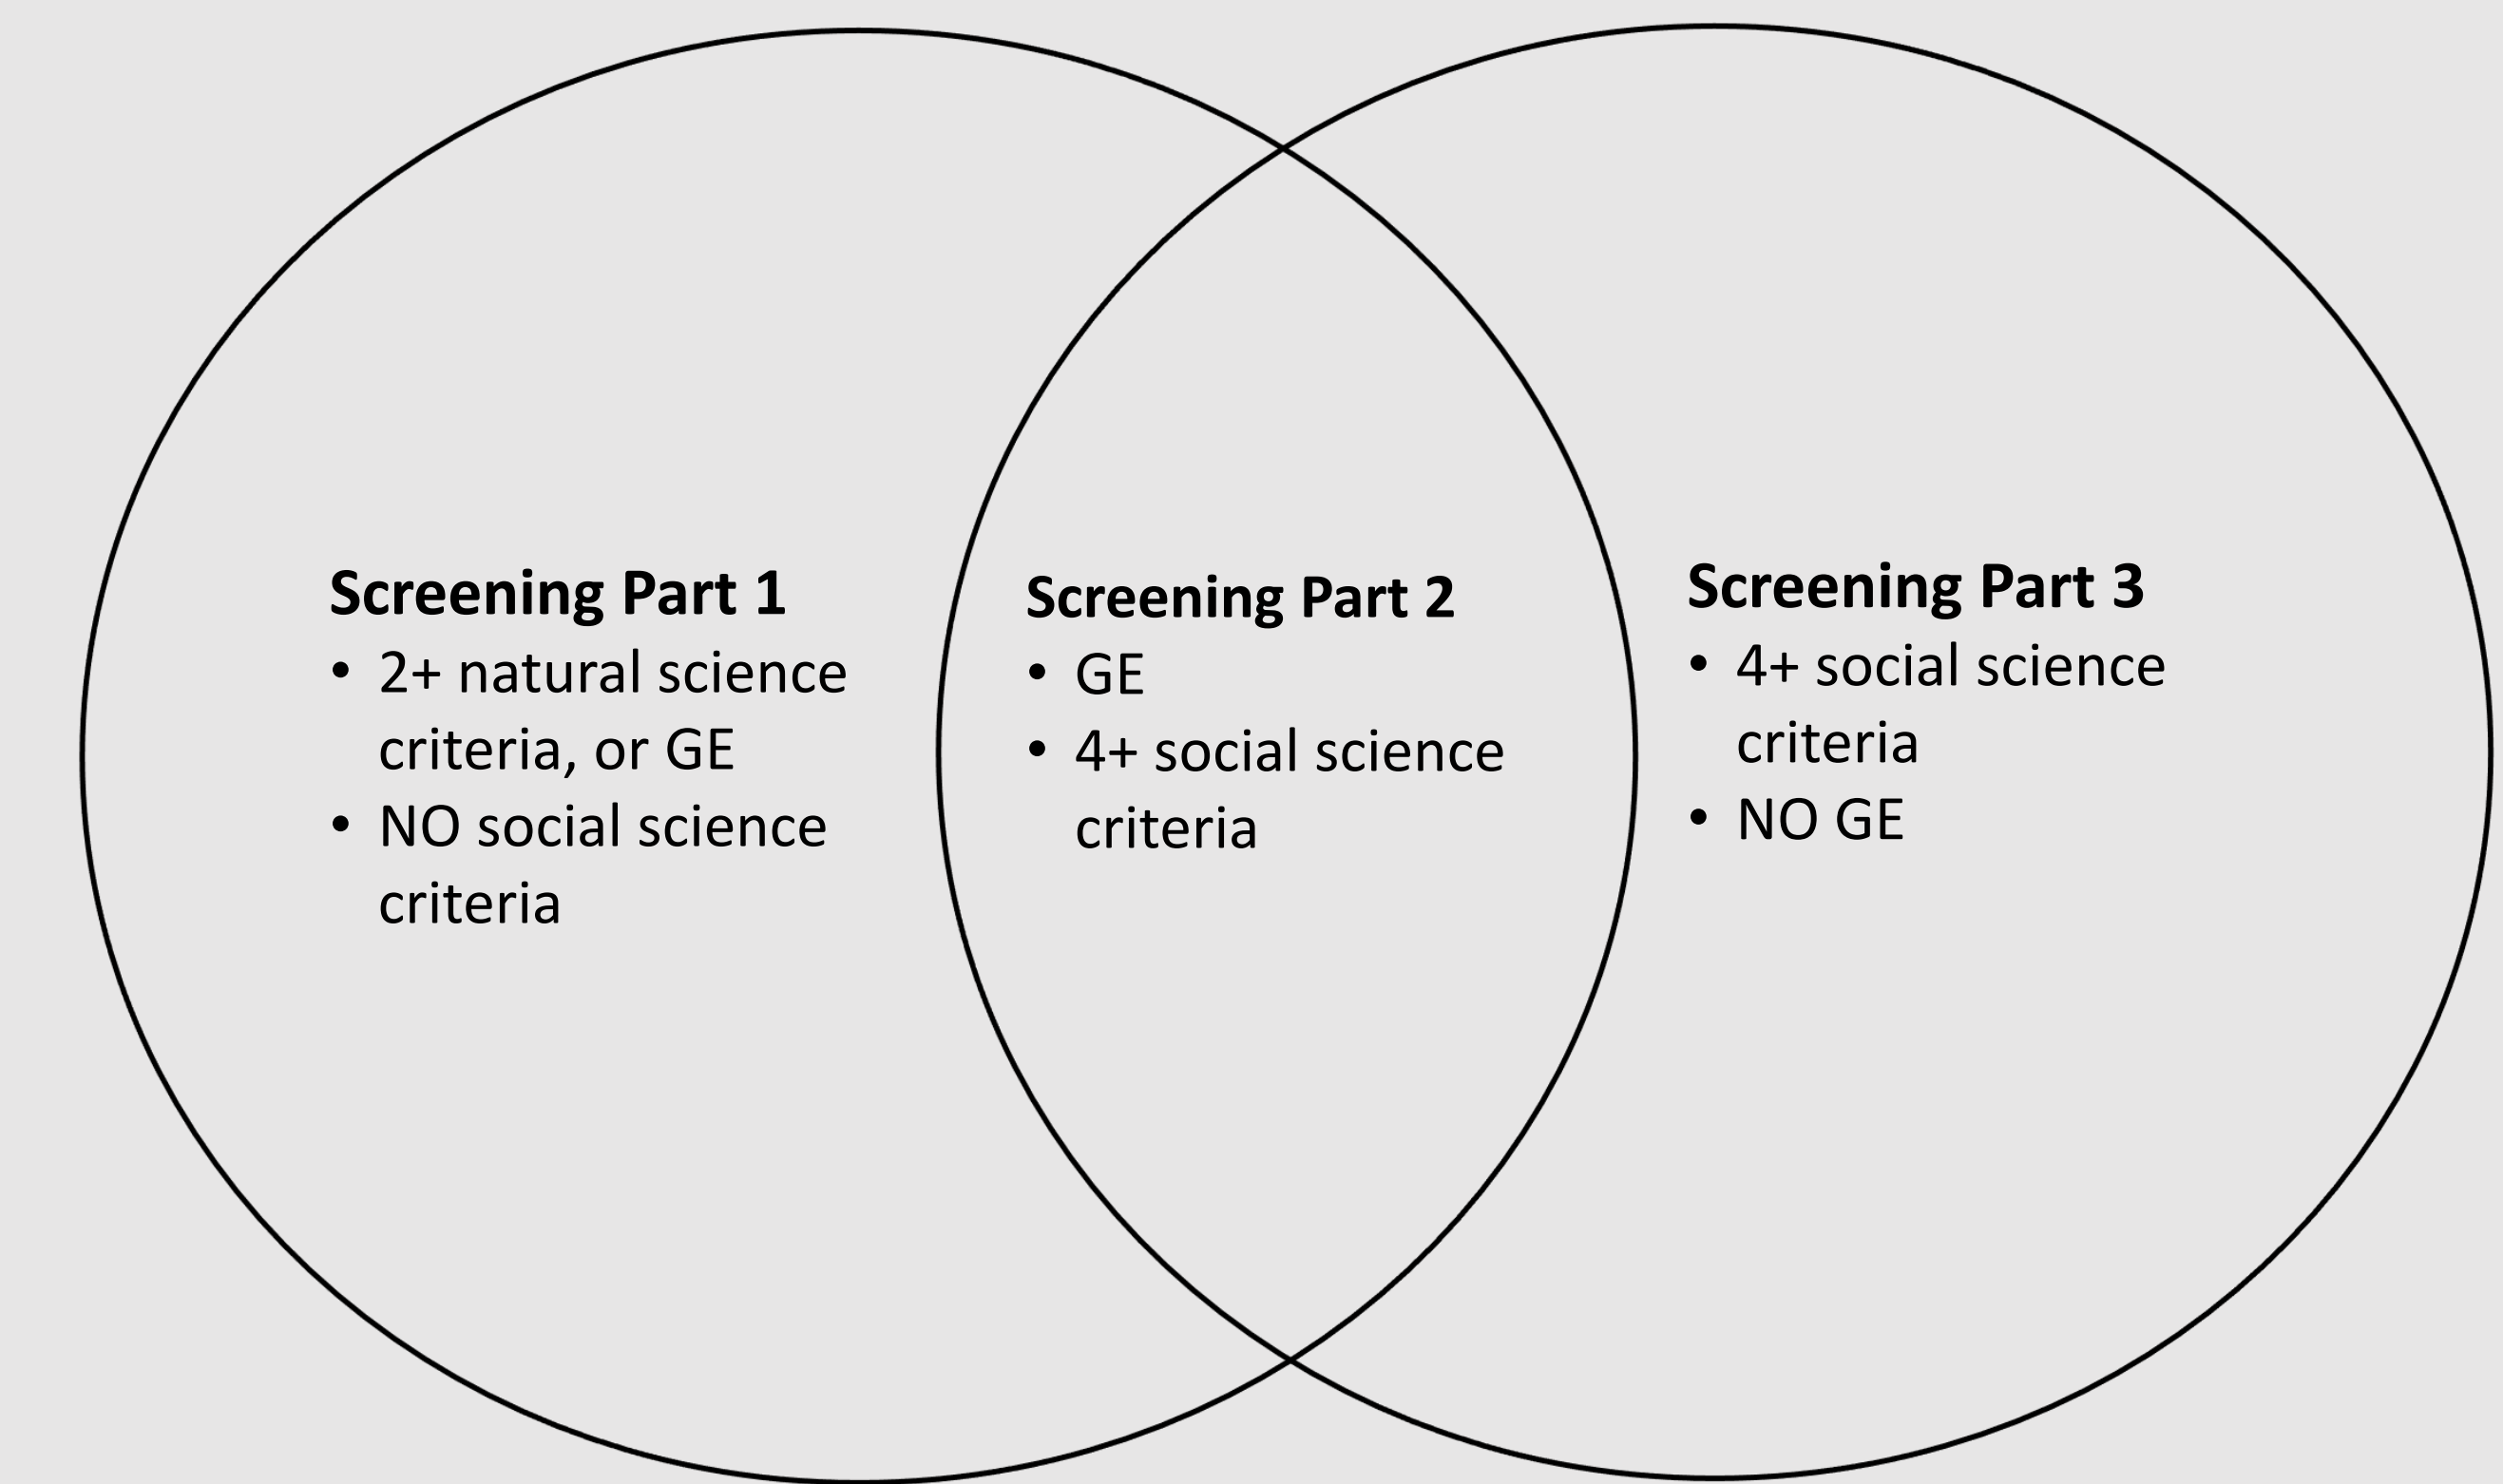 Screening Part 1
• 2+ natural science
criteria, or GE
• NO social science
criteria
Screening Part 2
• GE
• 4+ social science
criteria
Screening Part 3
• 4+ social science
criteria
• NO GE